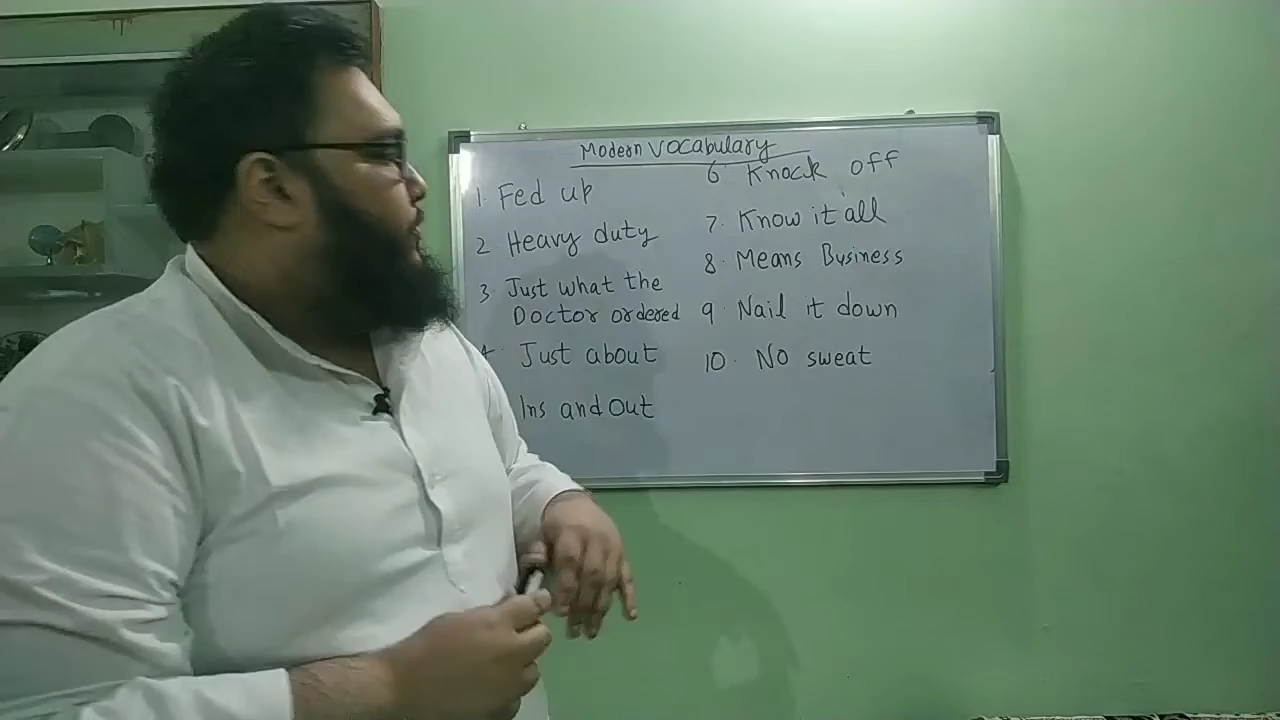 Modern Vocabulary
1. Fed up
2. Heavy duty
3. Just what the
Doctor ordered
4. Just about
Ins and Out
6. Knock off
7. Know it all
8. Means Business
9. Nail it down
10. No sweat